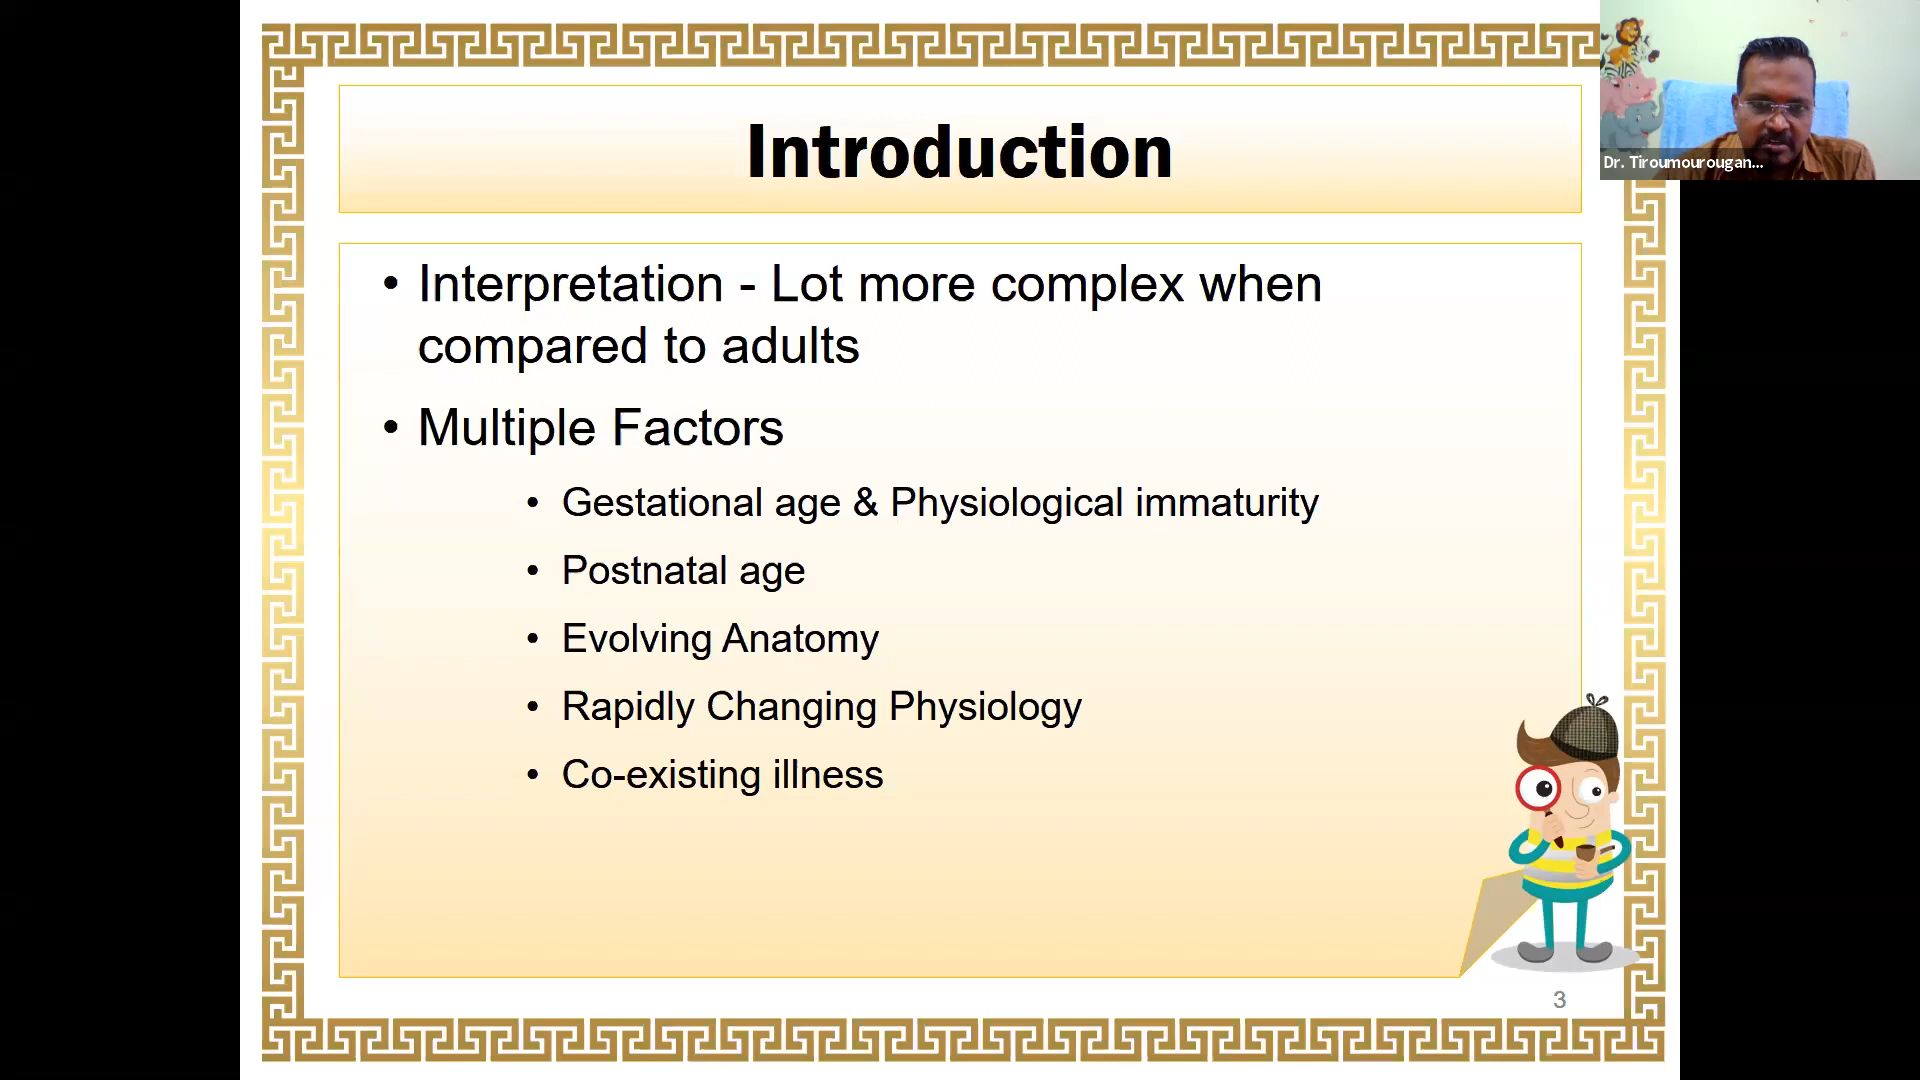 Introduction
• Interpretation - Lot more complex when
compared to adults
• Multiple Factors
• Gestational age & Physiological immaturity
• Postnatal age
• Evolving Anatomy
• Rapidly Changing Physiology
• Co-existing illness
3
Dr. Tiroumourougan...